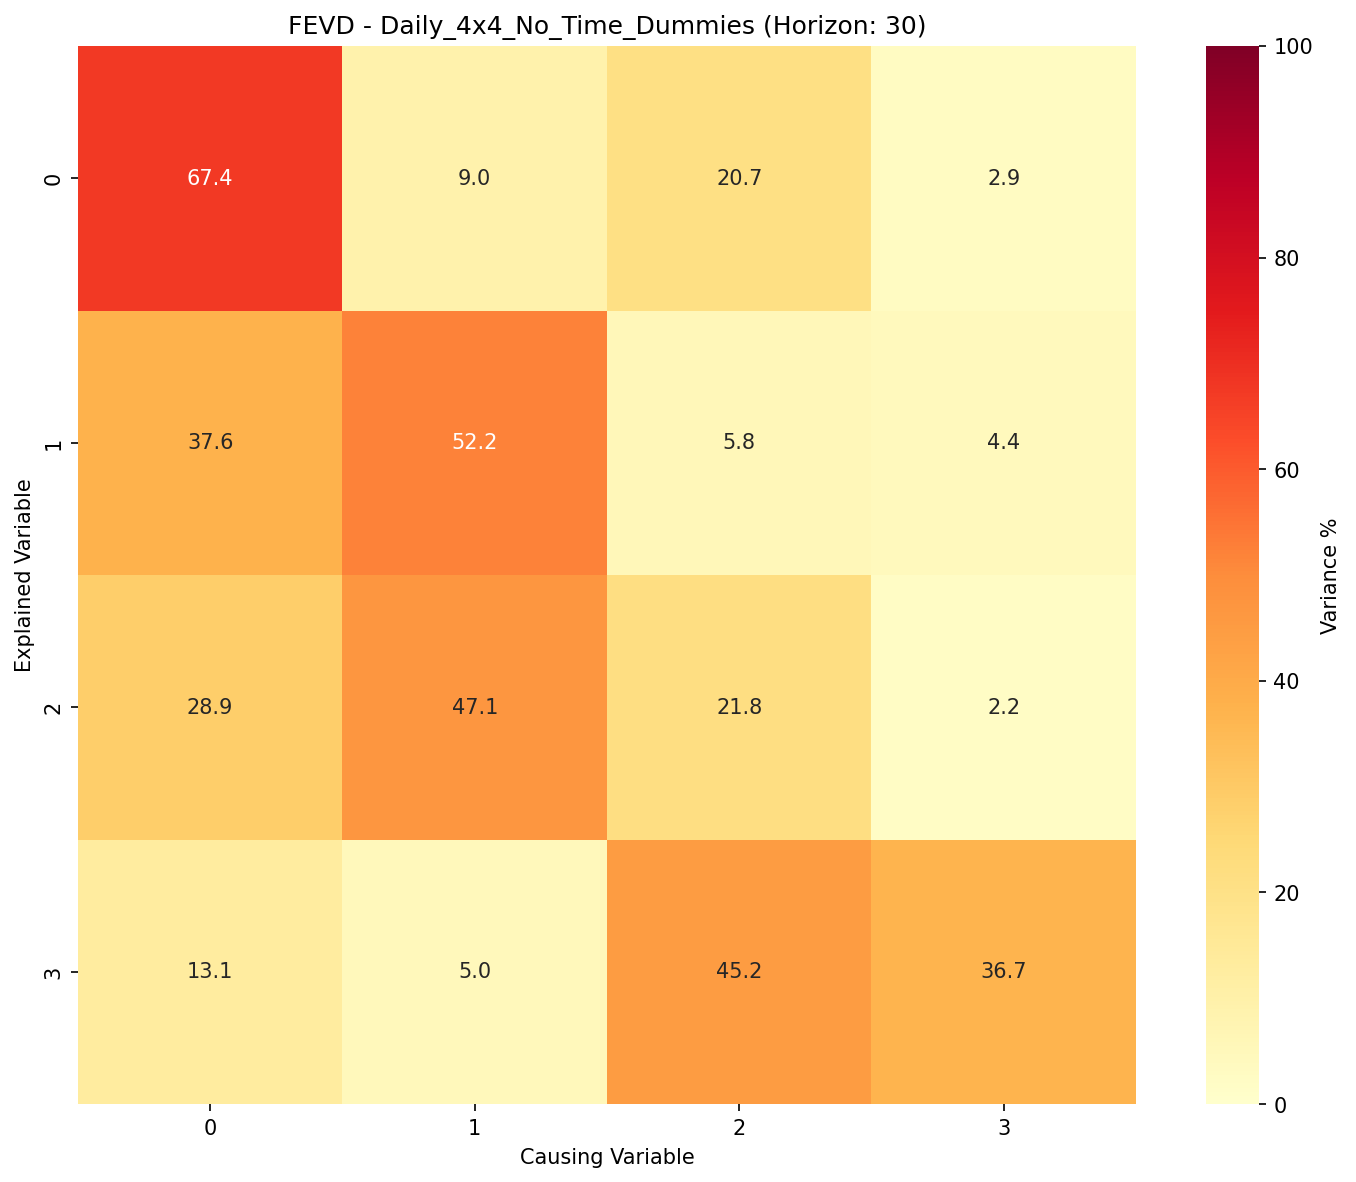 FEVD - Daily_4x4_No_Time_Dummies (Horizon: 30)
Explained Variable
0
67.4 9.0 20.7 2.9
1
37.6 52.2 5.8 4.4
2
28.9 47.1 21.8 2.2
3
13.1 5.0 45.2 36.7
0 1 2 3
Causing Variable
100
80
60
40
20
0
Variance %